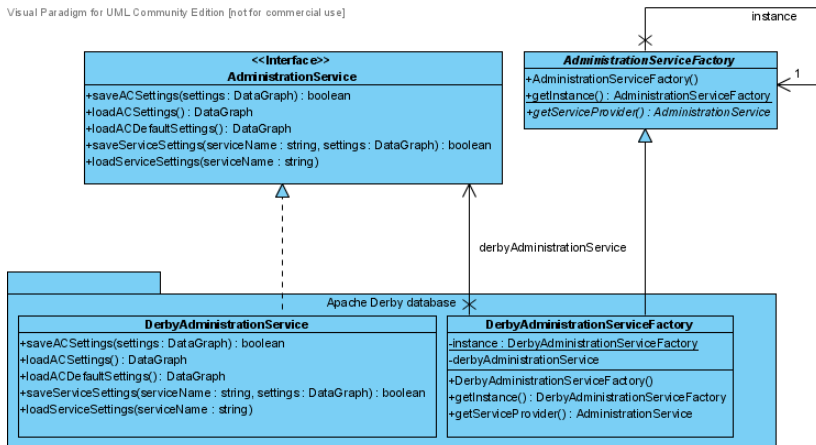 Visual Paradigm for UML Community Edition [not for commercial use]
instance
<<Interface>>
AdministrationService
+saveACSettings(settings : DataGraph) : boolean
+loadACSettings() : DataGraph
+loadACDefaultSettings() : DataGraph
+saveServiceSettings(serviceName : string, settings : DataGraph) : boolean
+loadServiceSettings(serviceName : string)
AdministrationServiceFactory
+AdministrationServiceFactory()
+getInstance() : AdministrationServiceFactory
+getServiceProvider() : AdministrationService
1
derbyAdministrationService
Apache Derby database
DerbyAdministrationService
+saveACSettings(settings : DataGraph) : boolean
+loadACSettings() : DataGraph
+loadACDefaultSettings() : DataGraph
+saveServiceSettings(serviceName : string, settings : DataGraph) : boolean
+loadServiceSettings(serviceName : string)
DerbyAdministrationServiceFactory
-instance : DerbyAdministrationServiceFactory
-derbyAdministrationService
+DerbyAdministrationServiceFactory()
+getInstance() : DerbyAdministrationServiceFactory
+getServiceProvider() : AdministrationService